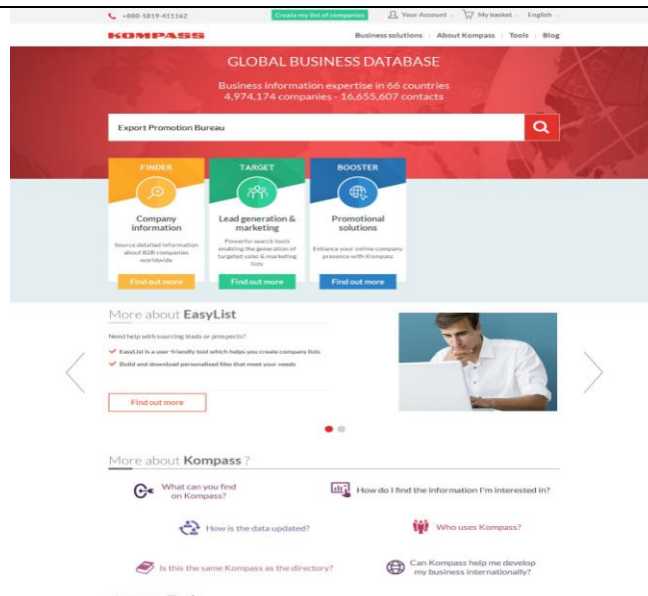 +880-1819-411162
Create my list of companies
Your Account
My basket
English
KOMPASS
Business solutions
About Kompass
Tools
Blog
GLOBAL BUSINESS DATABASE
Business information expertise in 66 countries
4,974,174 companies - 16,655,607 contacts
Export Promotion Bureau
FINDER
Company
information
Source detailed information
about B2B companies
worldwide
Find out more
TARGET
Lead generation &
marketing
Powerful search tools
enabling the generation of
targeted sales & marketing
lists
Find out more
BOOSTER
Promotional
solutions
Enhance your online company
presence with Kompass
Find out more
More about EasyList
Need help with sourcing leads or prospects?
EasyList is a user-friendly tool which helps you create company lists
Build and download personalised files that meet your needs
Find out more
More about Kompass ?
What can you find
on Kompass?
How do I find the information I'm interested in?
How is the data updated?
Who uses Kompass?
Is this the same Kompass as the directory?
Can Kompass help me develop
my business internationally?